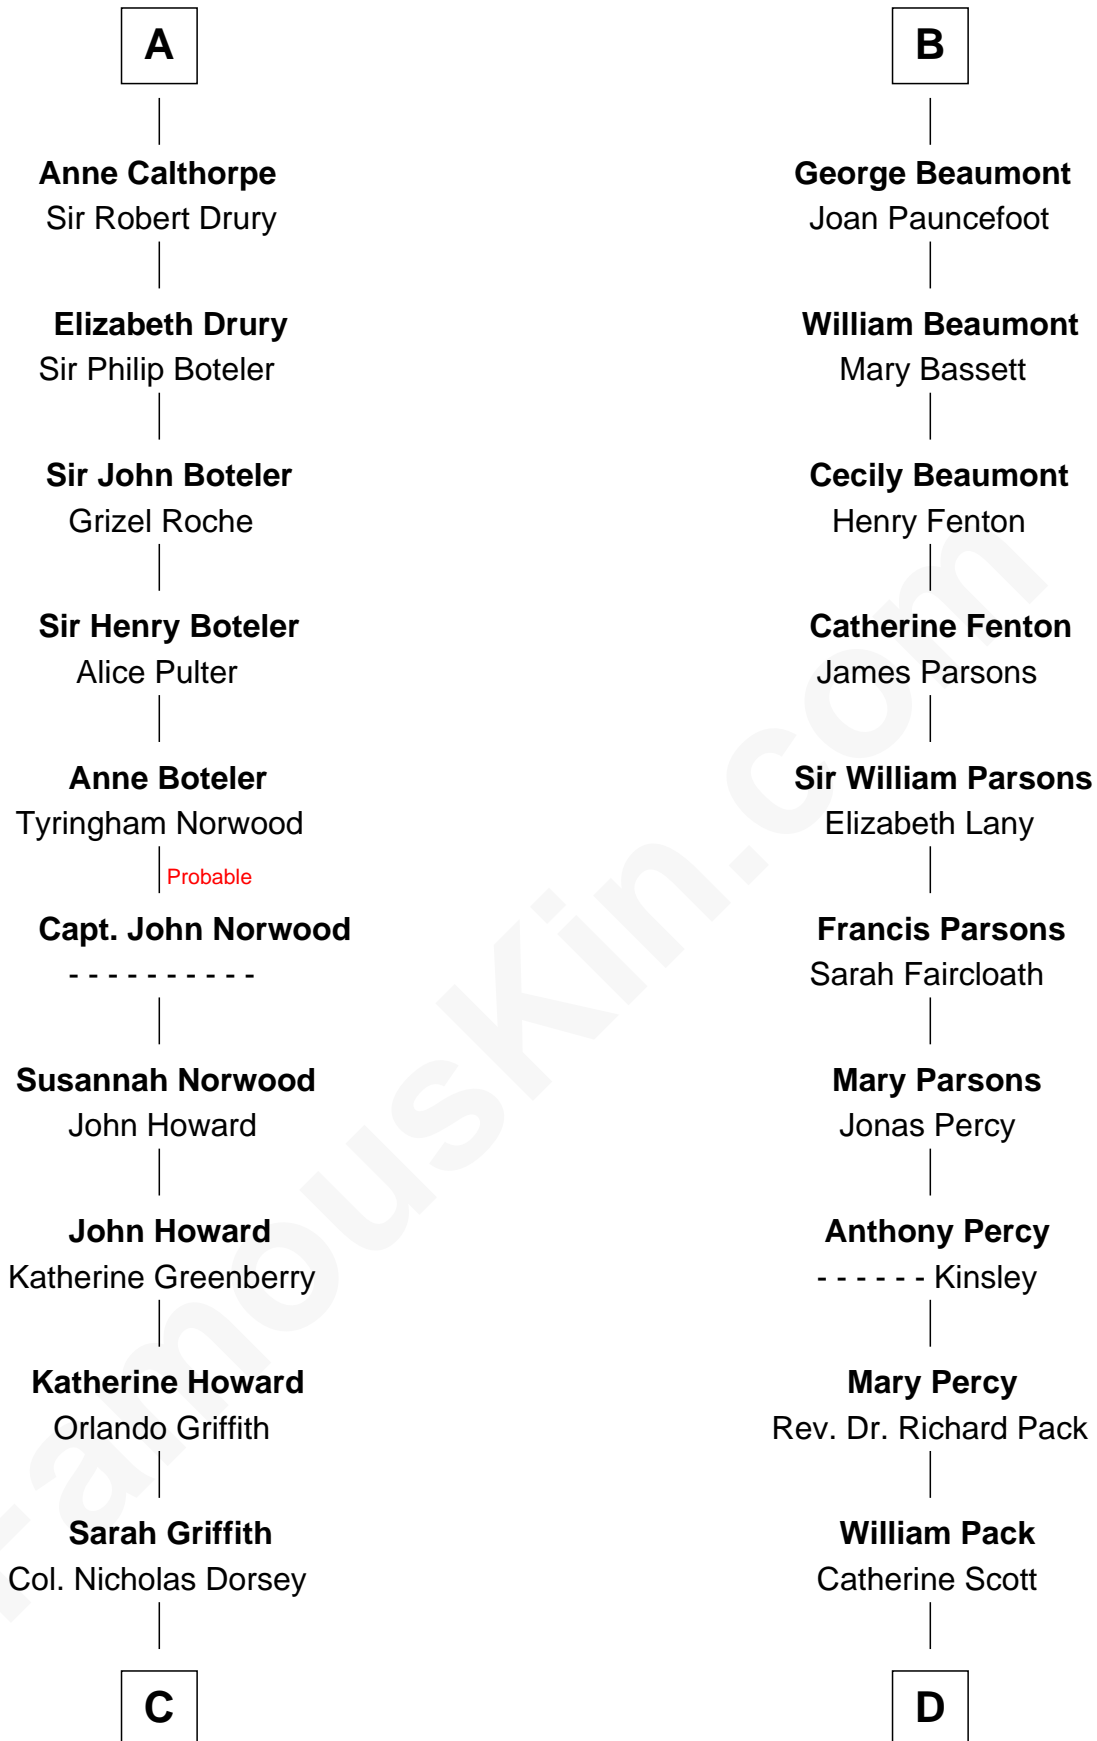 A
Anne Calthorpe
Sir Robert Drury
Elizabeth Drury
Sir Philip Boteler
Sir John Boteler
Grizel Roche
Sir Henry Boteler
Alice Pulter
Anne Boteler
Tyringham Norwood
Probable
Capt. John Norwood
- - - - - - - - - -
Susannah Norwood
John Howard
John Howard
Katherine Greenberry
Katherine Howard
Orlando Griffith
Sarah Griffith
Col. Nicholas Dorsey
C
B
George Beaumont
Joan Pauncefoot
William Beaumont
Mary Bassett
Cecily Beaumont
Henry Fenton
Catherine Fenton
James Parsons
Sir William Parsons
Elizabeth Lany
Francis Parsons
Sarah Faircloath
Mary Parsons
Jonas Percy
Anthony Percy
- - - - - - Kinsley
Mary Percy
Rev. Dr. Richard Pack
William Pack
Catherine Scott
D
FamousKin.com